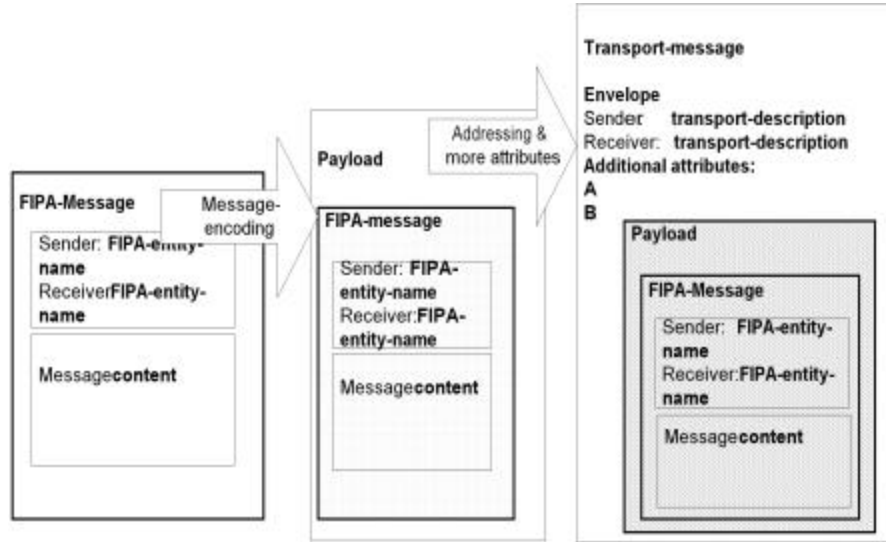 FIPA-Message
Sender: FIPA-entity-
name
ReceiverFIPA-entity-
name
Messagecontent
Message-
encoding
Payload
FIPA-message
Sender: FIPA-
entity-name
Receiver:FIPA-
entity-name
Messagecontent
Addressing &
more attributes
Transport-message
Envelope
Sender: transport-description
Receiver: transport-description
Additional attributes:
A
B
Payload
FIPA-Message
Sender: FIPA-entity-
name
Receiver:FIPA-entity-
name
Messagecontent